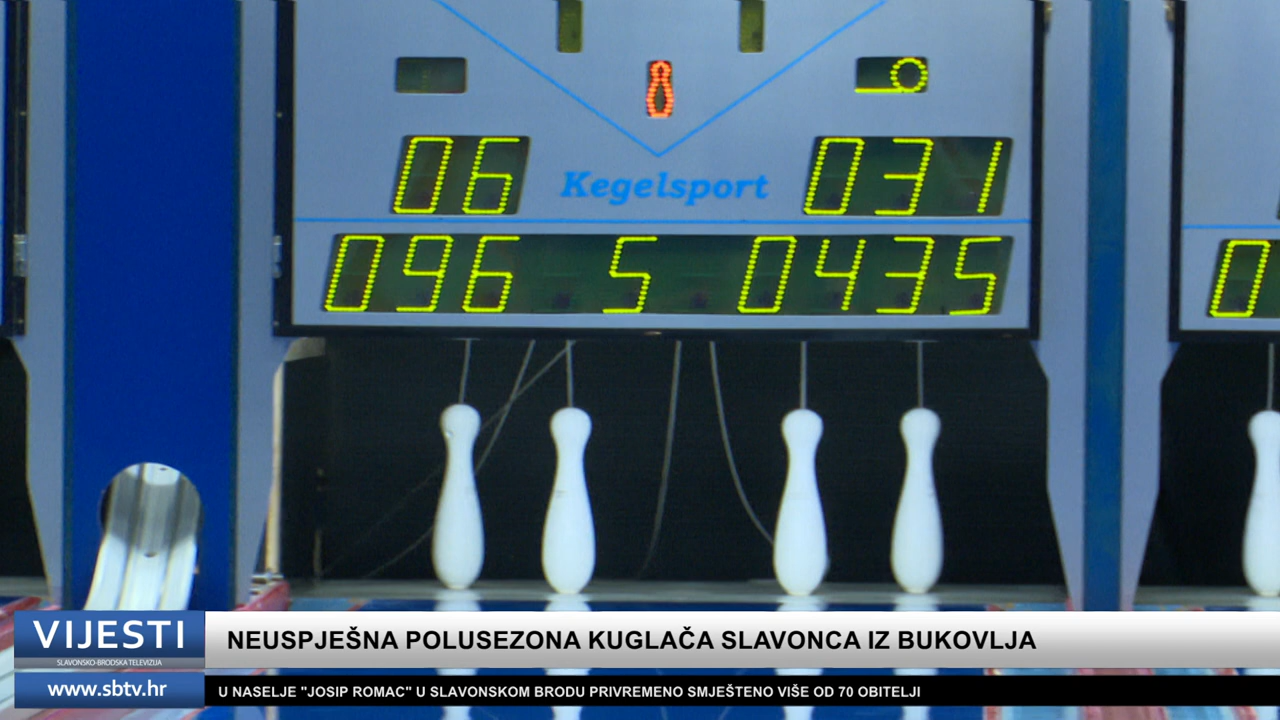 06
Kegelsport
031
096 5 0435
0
VIJESTI
SLAVONSKO-BRODSKA TELEVIZIJA
NEUSPJEŠNA POLUSEZONA KUGLAČA SLAVONCA IZ BUKOVLJA
www.sbtv.hr
U NASELJE "JOSIP ROMAC" U SLAVONSKOM BRODU PRIVREMENO SMJEŠTENO VIŠE OD 70 OBITELJI